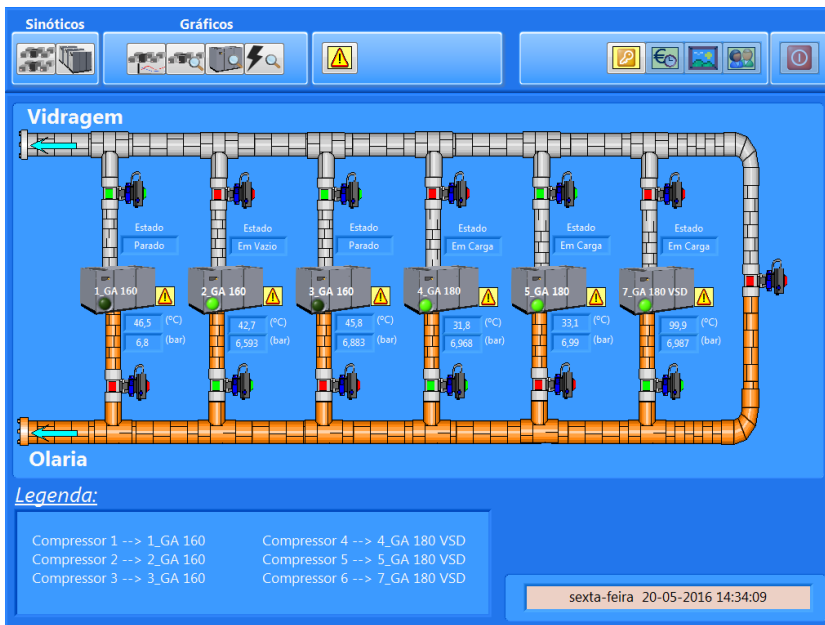 Sinóticos Gráficos
Vidragem
Estado Estado Estado Estado Estado Estado
Parado Em Vazio Parado Em Carga Em Carga Em Carga
1_GA 160 2_GA 160 3_GA 160 4_GA 180 5_GA 180 7_GA 180 VSD
46,5 (ºC) 42,7 (ºC) 45,8 (ºC) 31,8 (ºC) 33,1 (ºC) 99,9 (ºC)
6,8 (bar) 6,593 (bar) 6,883 (bar) 6,968 (bar) 6,99 (bar) 6,987 (bar)
Olaria
Legenda:
Compressor 1 --> 1_GA 160 Compressor 4 --> 4_GA 180 VSD
Compressor 2 --> 2_GA 160 Compressor 5 --> 5_GA 180 VSD
Compressor 3 --> 3_GA 160 Compressor 6 --> 7_GA 180 VSD
sexta-feira 20-05-2016 14:34:09